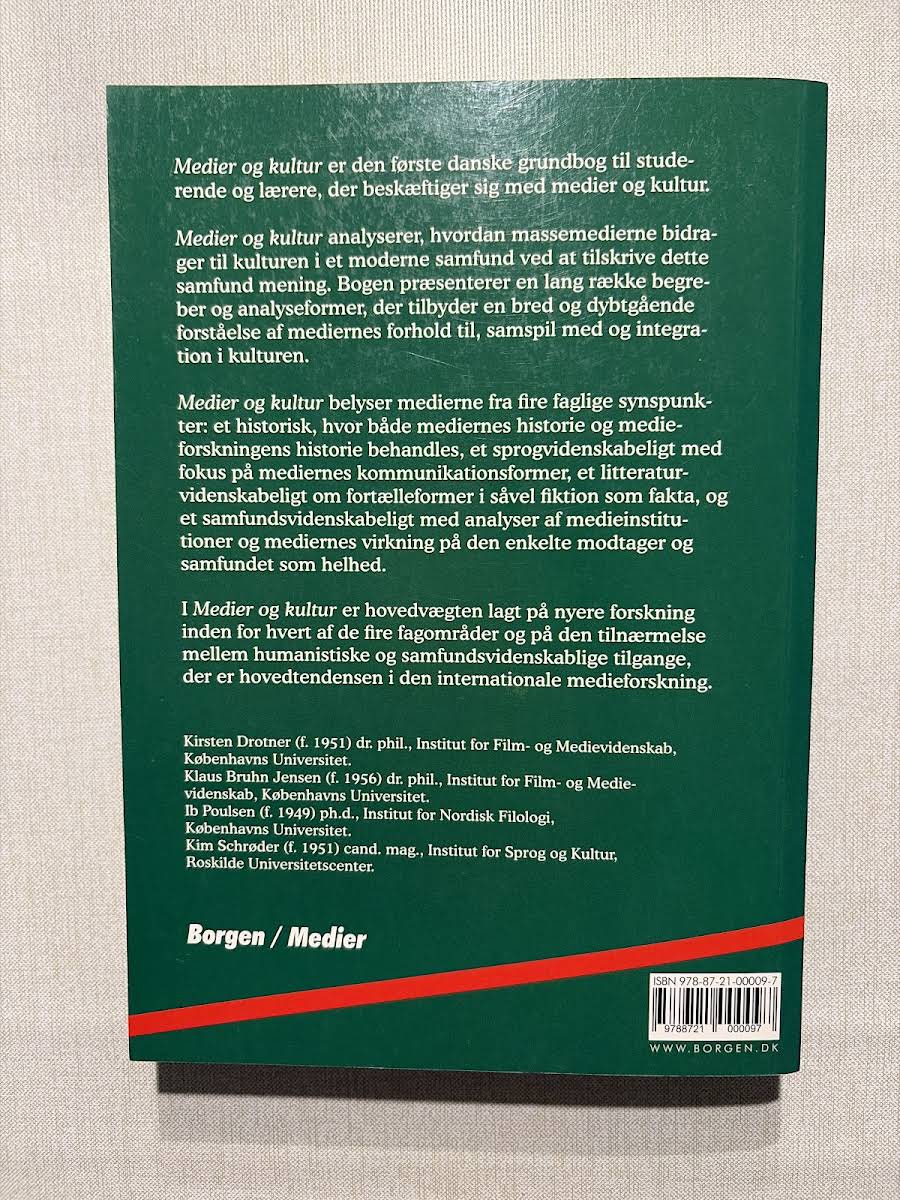 Medier og kultur er den første danske grundbog til stude-
rende og lærere, der beskæftiger sig med medier og kultur.
Medier og kultur analyserer, hvordan massemedierne bidra-
ger til kulturen i et moderne samfund ved at tilskrive dette
samfund mening. Bogen præsenterer en lang række begre-
ber og analyseformer, der tilbyder en bred og dybtgående
forståelse af mediernes forhold til, samspil med og integra-
tion i kulturen.
Medier og kultur belyser medierne fra fire faglige synspunk-
ter: et historisk, hvor både mediernes historie og medie-
forskningens historie behandles, et sprogvidenskabeligt med
fokus på mediernes kommunikationsformer, et litteratur-
videnskabeligt om fortælleformer i såvel fiktion som fakta, og
et samfundsvidenskabeligt med analyser af medieinstitu-
tioner og mediernes virkning på den enkelte modtager og
samfundet som helhed.
I Medier og kultur er hovedvægten lagt på nyere forskning
inden for hvert af de fire fagområder og på den tilnærmelse
mellem humanistiske og samfundsvidenskablige tilgange,
der er hovedtendensen i den internationale medieforskning.
Kirsten Drotner (f. 1951) dr. phil., Institut for Film- og Medievidenskab,
Københavns Universitet.
Klaus Bruhn Jensen (f. 1956) dr. phil., Institut for Film- og Medie-
videnskab, Københavns Universitet.
Ib Poulsen (f. 1949) ph.d., Institut for Nordisk Filologi,
Københavns Universitet.
Kim Schrøder (f. 1951) cand. mag., Institut for Sprog og Kultur,
Roskilde Universitetscenter.
Borgen / Medier
ISBN 978-87-21-00009-7
9788721 000097
WWW.BORGEN.DK